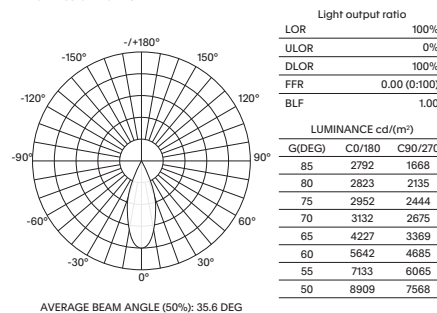 -/+180°
-150°
150°
-120°
120°
-90°
90°
-60°
60°
-30°
30°
0°
AVERAGE BEAM ANGLE (50%): 35.6 DEG
Light output ratio
LOR 100%
ULOR 0%
DLOR 100%
FFR 0.00 (0:100)
BLF 1.00
LUMINANCE cd/(m²)
G(DEG) C0/180 C90/270
85 2792 1668
80 2823 2135
75 2952 2444
70 3132 2675
65 4227 3369
60 5642 4685
55 7133 6065
50 8909 7568